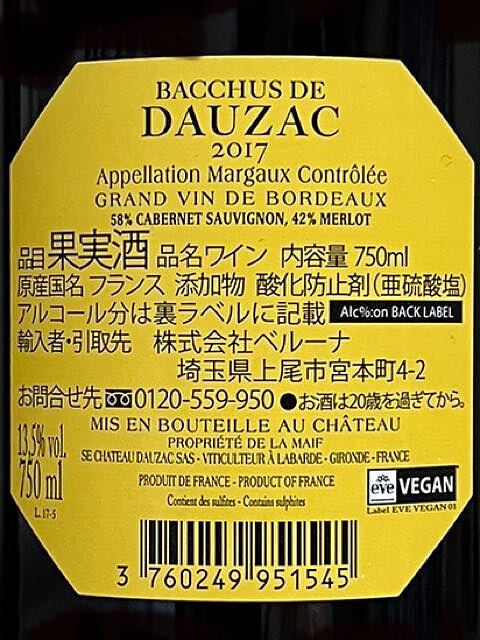 BACCHUS DE
DAUZAC
2017
Appellation Margaux Contrôlée
GRAND VIN DE BORDEAUX
58% CABERNET SAUVIGNON, 42% MERLOT
品目 果実酒 品名 ワイン 内容量 750ml
原産国名 フランス 添加物 酸化防止剤(亜硫酸塩)
アルコール分は裏ラベルに記載 Alc%:on BACK LABEL
輸入者・引取先 株式会社ベルーナ
埼玉県上尾市宮本町4-2
お問合せ先 0120-559-950 ●お酒は20歳を過ぎてから。
MIS EN BOUTEILLE AU CHÂTEAU
PROPRIÉTÉ DE LA MAIF
SE CHATEAU DAUZAC SAS - VITICULTEUR À LABARDE - GIRONDE - FRANCE
13,5% vol.
750 ml
L.17-5
PRODUIT DE FRANCE - PRODUCT OF FRANCE
Contient des sulfites - Contains sulphites
eve VEGAN
Label EVE VEGAN 01
3 760249 951545